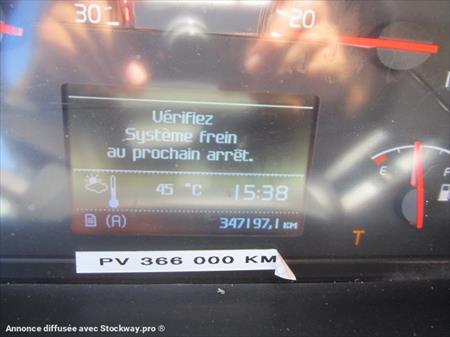 30
20
Vérifiez
Système frein
au prochain arrêt.
45 °C 15:38
(A) 347197,1 KM
E F
T
PV 366 000 KM
Annonce diffusée avec Stockway.pro ®